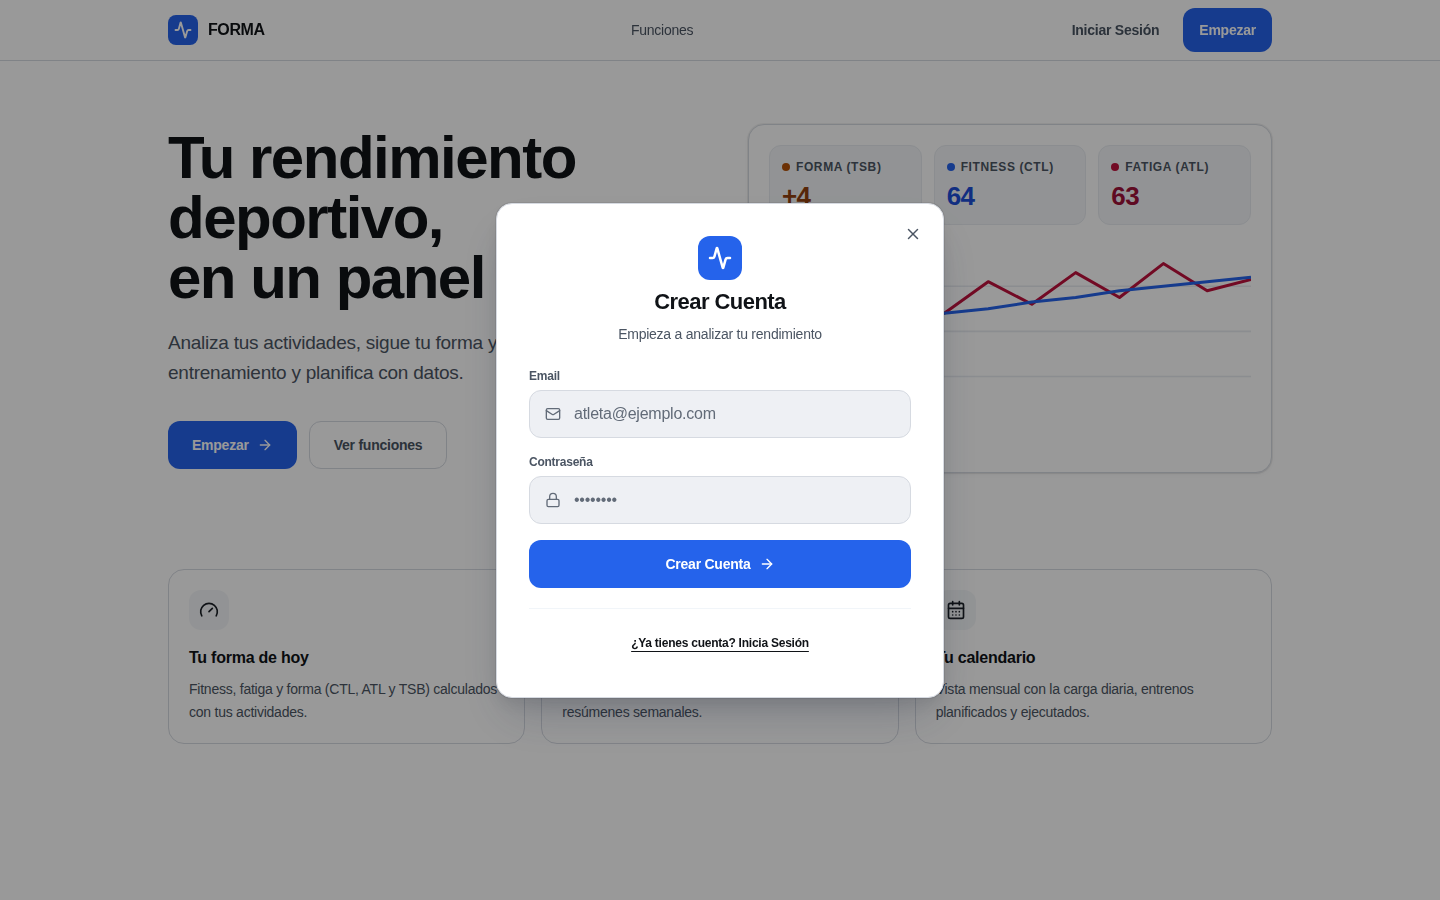 FORMA
Funciones
Iniciar Sesión
Empezar
Tu rendimiento
deportivo,
en un panel
Analiza tus actividades, sigue tu forma y
entrenamiento y planifica con datos.
Empezar
Ver funciones
FORMA (TSB)
+4
FITNESS (CTL)
64
FATIGA (ATL)
63
Crear Cuenta
Empieza a analizar tu rendimiento
Email
atleta@ejemplo.com
Contraseña
••••••••
Crear Cuenta
¿Ya tienes cuenta? Inicia Sesión
Tu forma de hoy
Fitness, fatiga y forma (CTL, ATL y TSB) calculados
con tus actividades.
resúmenes semanales.
Tu calendario
Vista mensual con la carga diaria, entrenos
planificados y ejecutados.